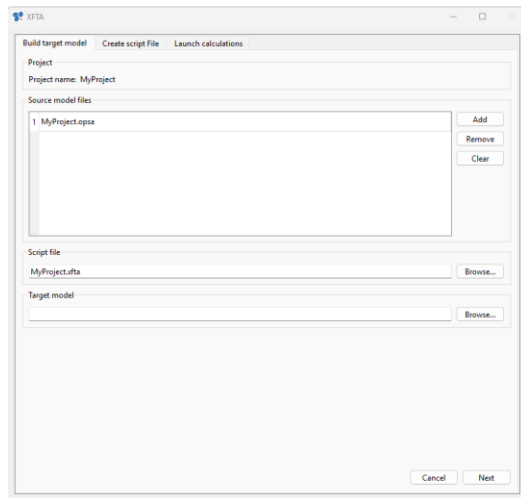 XFTA
Build target model Create script File Launch calculations
Project
Project name: MyProject
Source model files
1 MyProject.opsa
Add
Remove
Clear
Script file
MyProject.xfta Browse...
Target model
Browse...
Cancel Next